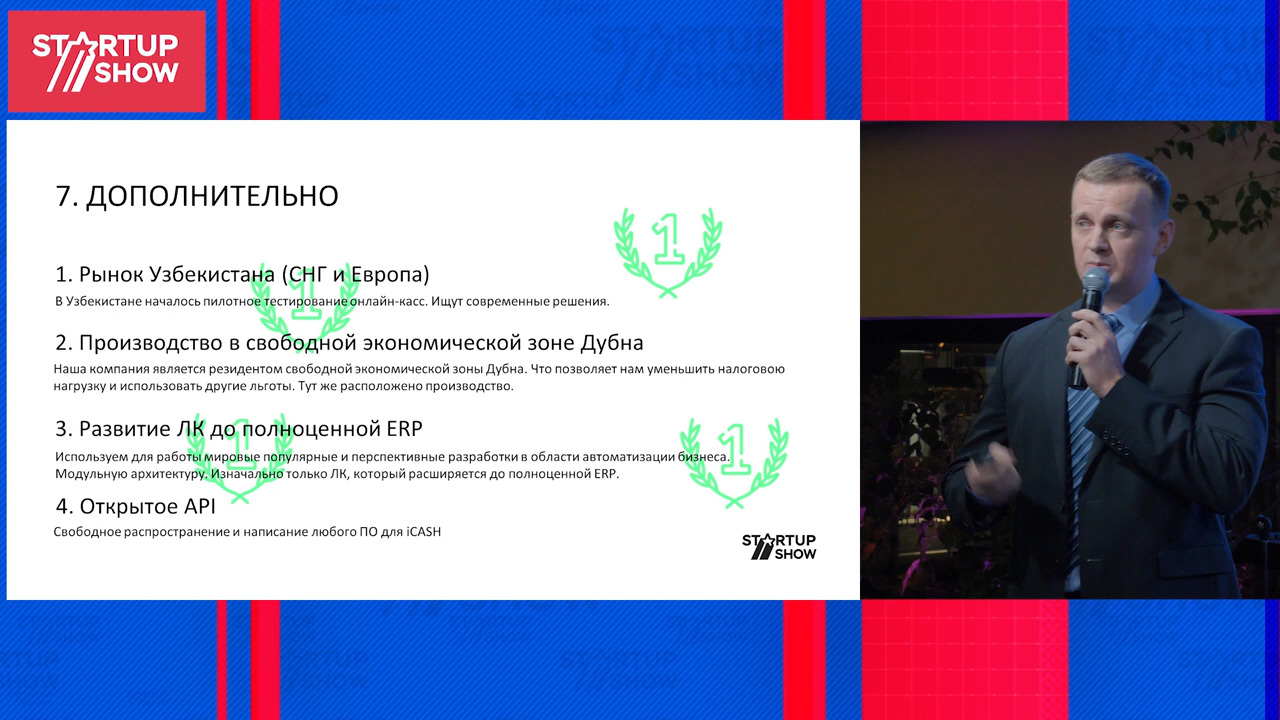 STARTUP
SHOW
7. ДОПОЛНИТЕЛЬНО
1. Рынок Узбекистана (СНГ и Европа)
В Узбекистане началось пилотное тестирование онлайн-касс. Ищут современные решения.
2. Производство в свободной экономической зоне Дубна
Наша компания является резидентом свободной экономической зоны Дубна. Что позволяет нам уменьшить налоговою
нагрузку и использовать другие льготы. Тут же расположено производство.
3. Развитие ЛК до полноценной ERP
Используем для работы мировые популярные и перспективные разработки в области автоматизации бизнеса.
Модульную архитектуру. Изначально только ЛК, который расширяется до полноценной ERP.
4. Открытое API
Свободное распространение и написание любого ПО для iCASH
1
1
1
1
STARTUP
SHOW